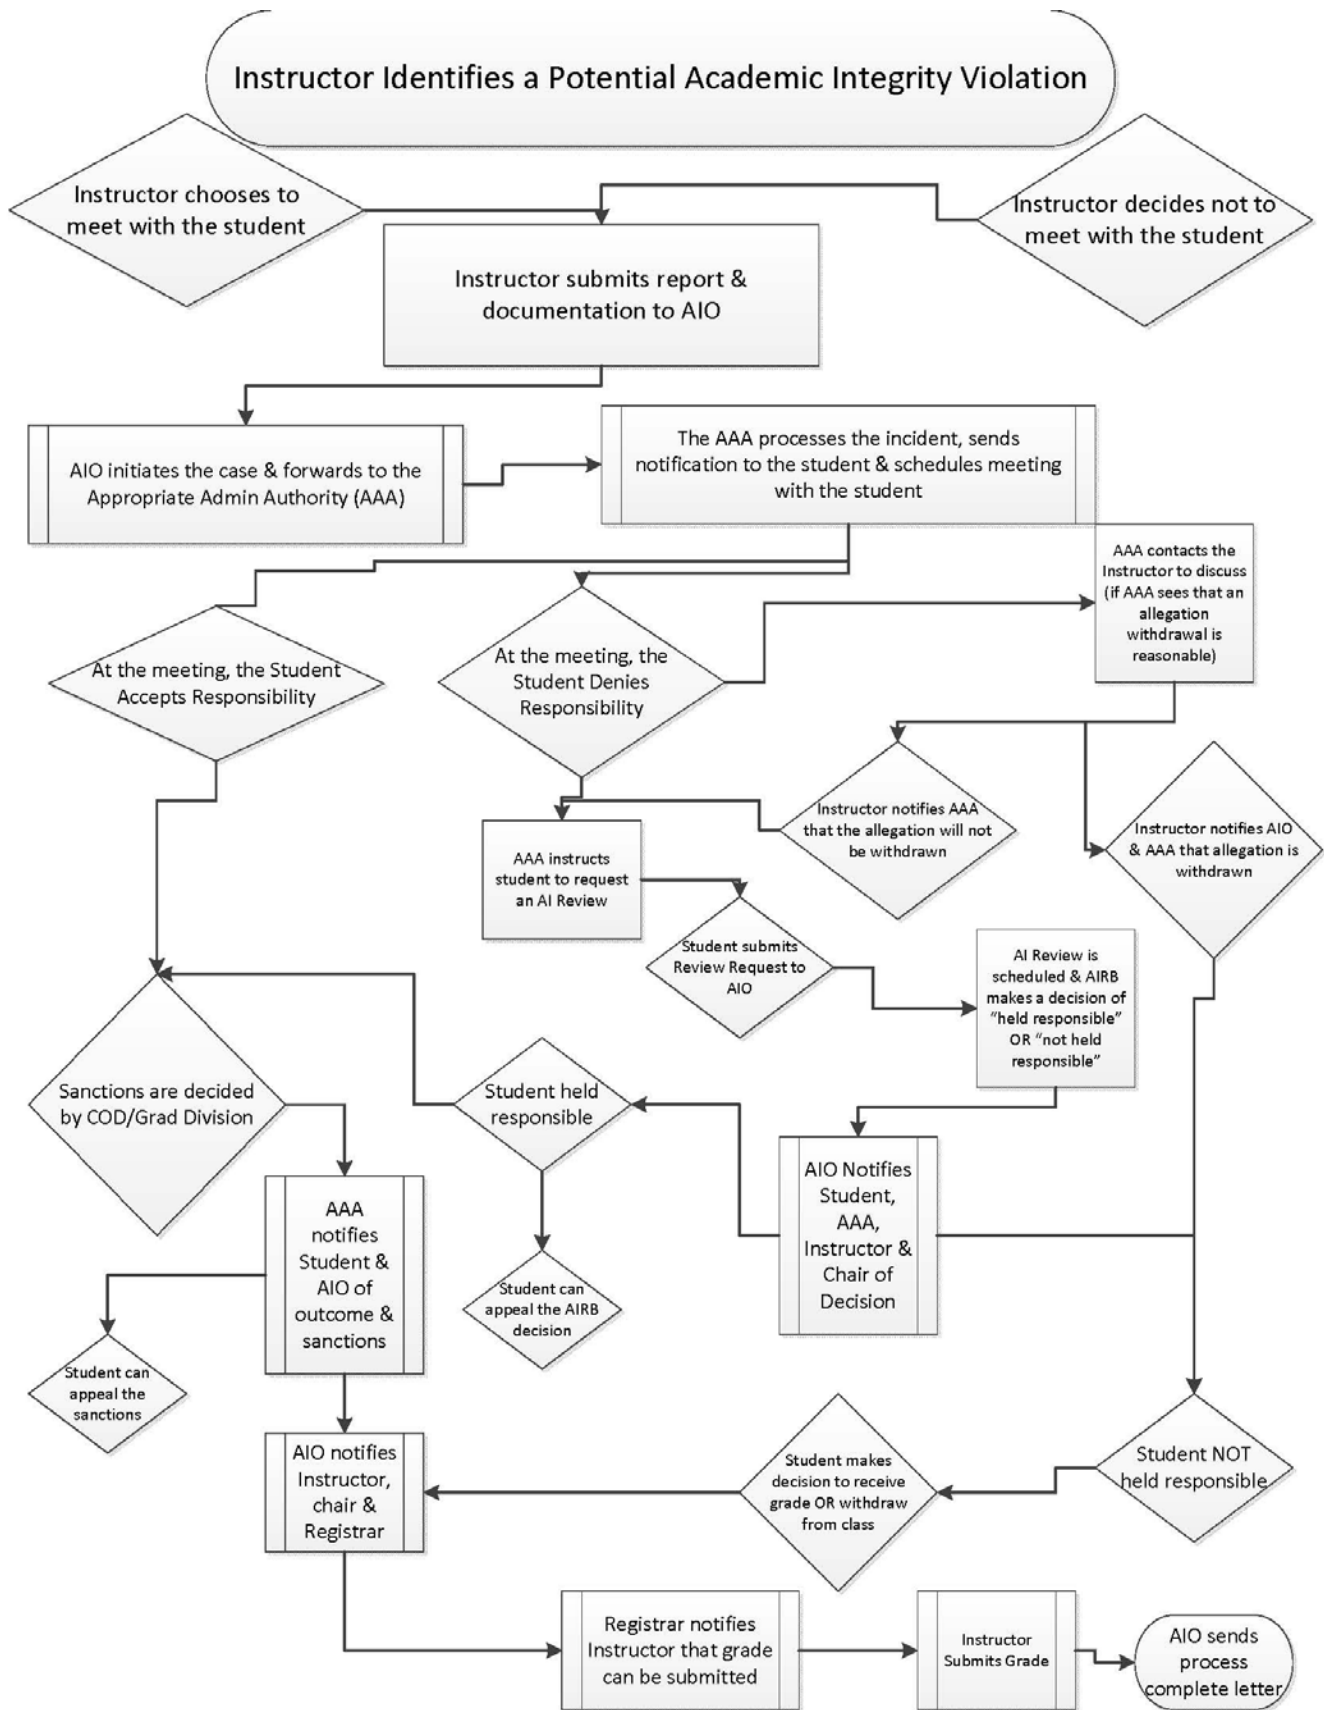 Instructor Identifies a Potential Academic Integrity Violation
Instructor chooses to
meet with the student
Instructor decides not to
meet with the student
Instructor submits report &
documentation to AIO
AIO initiates the case & forwards to the
Appropriate Admin Authority (AAA)
The AAA processes the incident, sends
notification to the student & schedules meeting
with the student
AAA contacts the
Instructor to discuss
(if AAA sees that an
allegation
withdrawal is
reasonable)
At the meeting, the Student
Accepts Responsibility
At the meeting, the
Student Denies
Responsibility
Instructor notifies AAA
that the allegation will not
be withdrawn
Instructor notifies AIO
& AAA that allegation is
withdrawn
AAA instructs
student to request
an AI Review
Student submits
Review Request to
AIO
AI Review is
scheduled & AIRB
makes a decision of
“held responsible”
OR “not held
responsible”
Sanctions are decided
by COD/Grad Division
Student held
responsible
AIO Notifies
Student,
AAA,
Instructor &
Chair of
Decision
AAA
notifies
Student &
AIO of
outcome &
sanctions
Student can
appeal the AIRB
decision
Student can
appeal the
sanctions
AIO notifies
Instructor,
chair &
Registrar
Student makes
decision to receive
grade OR withdraw
from class
Student NOT
held responsible
Registrar notifies
Instructor that grade
can be submitted
Instructor
Submits Grade
AIO sends
process
complete letter